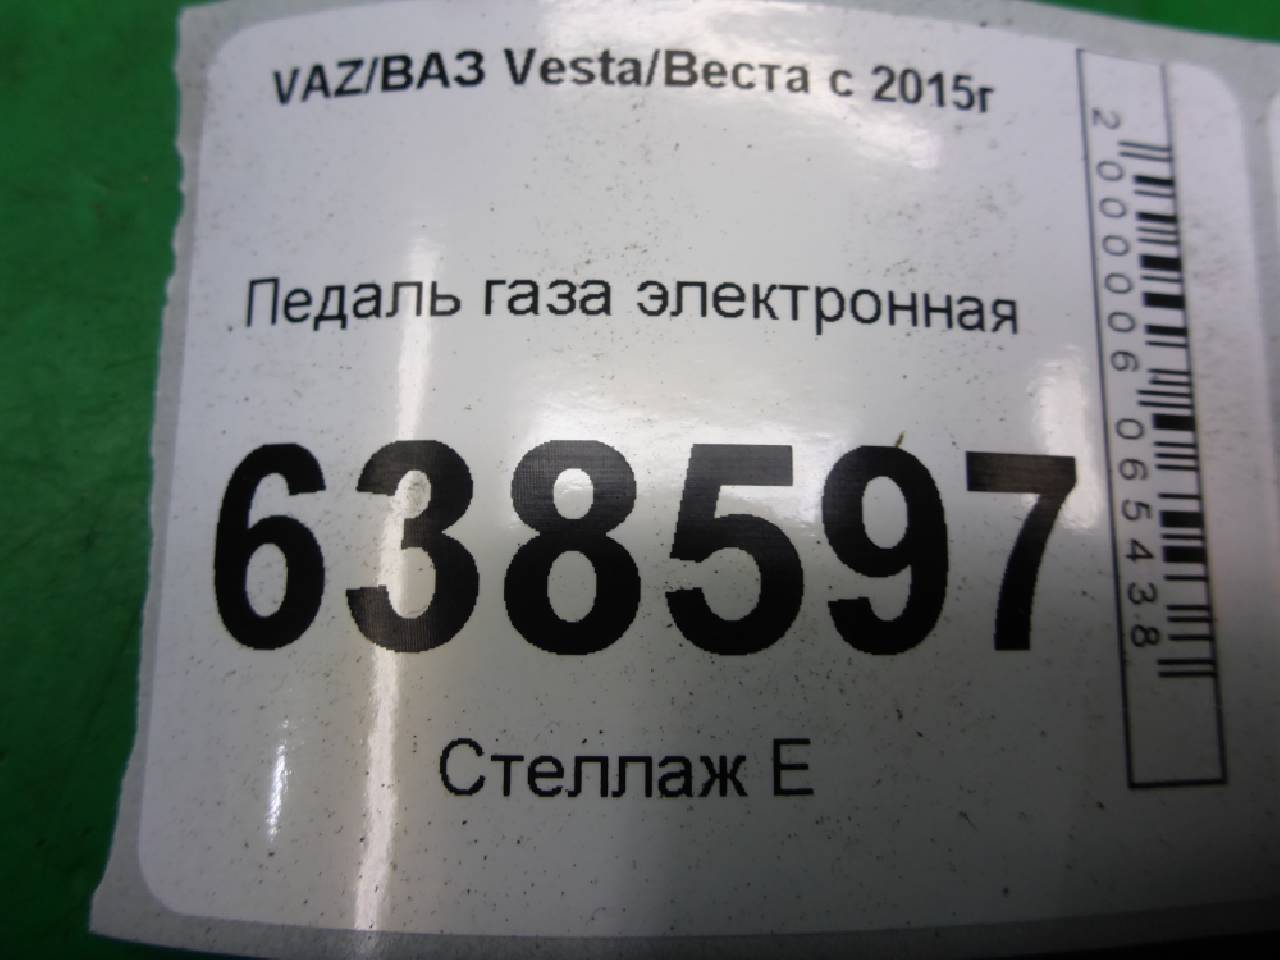 VAZ/ВАЗ Vesta/Веста с 2015г
Педаль газа электронная
638597
Стеллаж Е
2000006065438